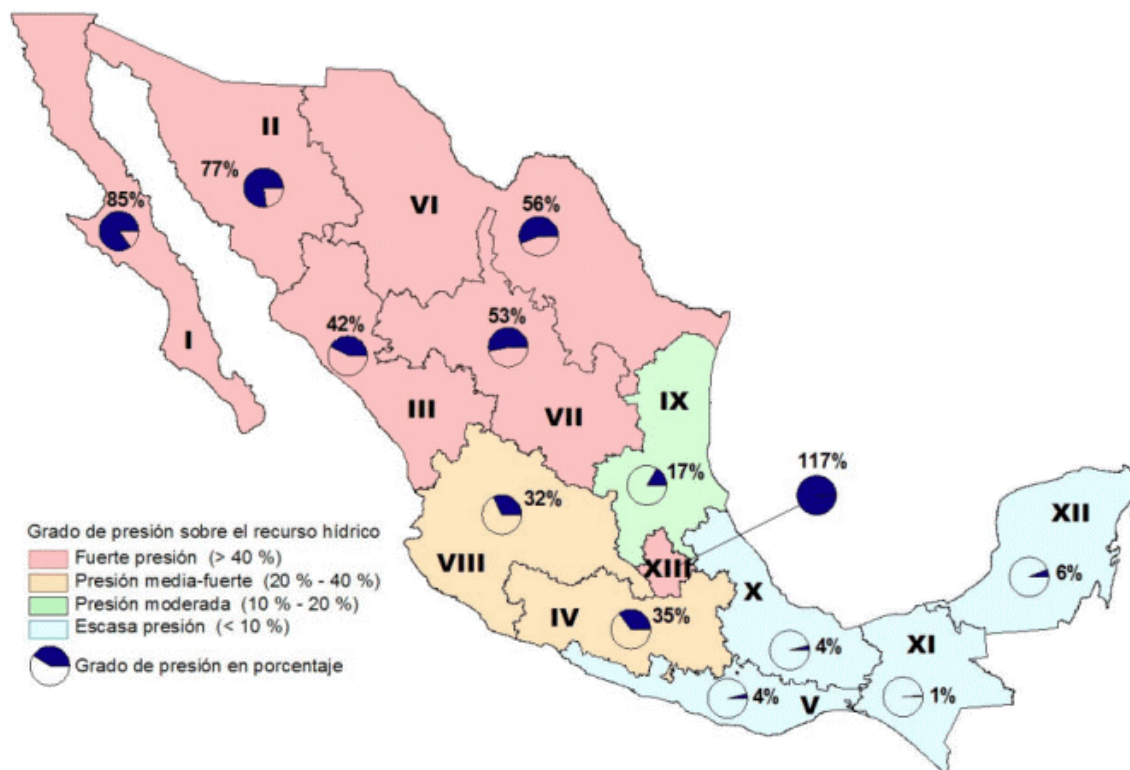 II
77%
85%
VI
56%
42%
53%
I
III
VII
IX
17%
117%
32%
XII
Grado de presión sobre el recurso hídrico
Fuerte presión (> 40 %)
Presión media-fuerte (20 % - 40 %)
Presión moderada (10 % - 20 %)
Escasa presión (< 10 %)
Grado de presión en porcentaje
VIII
XIII
6%
X
IV
35%
4%
XI
4%
V
1%